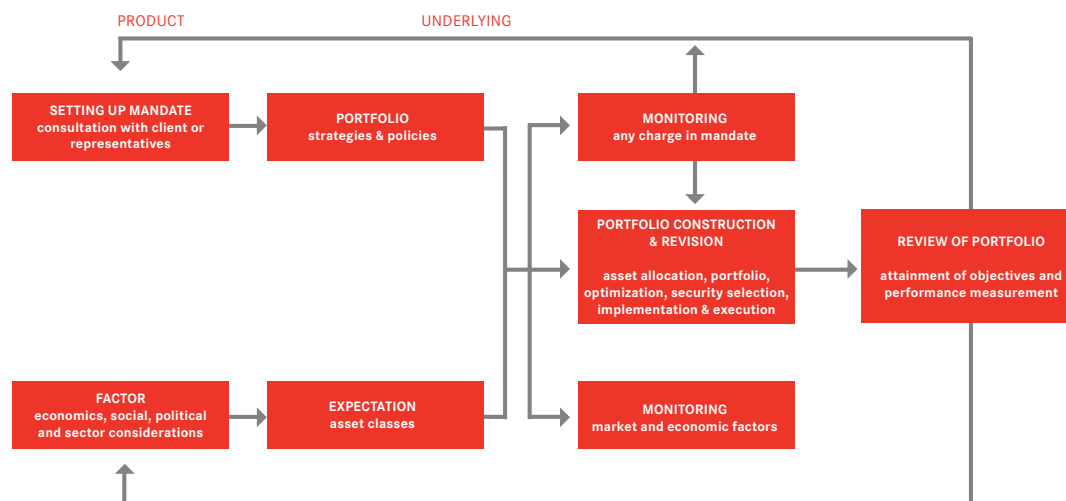 PRODUCT
UNDERLYING
SETTING UP MANDATE
consultation with client or
representatives
PORTFOLIO
strategies & policies
MONITORING
any charge in mandate
PORTFOLIO CONSTRUCTION
& REVISION
asset allocation, portfolio,
optimization, security selection,
implementation & execution
REVIEW OF PORTFOLIO
attainment of objectives and
performance measurement
FACTOR
economics, social, political
and sector considerations
EXPECTATION
asset classes
MONITORING
market and economic factors